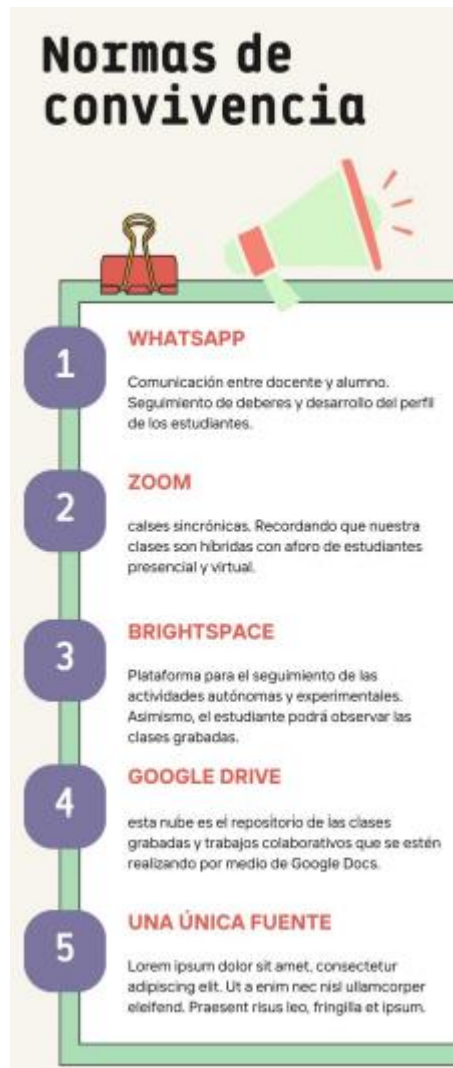 Normas de
convivencia
1
WHATSAPP
Comunicación entre docente y alumno.
Seguimiento de deberes y desarrollo del perfil
de los estudiantes.
2
ZOOM
calses sincrónicas. Recordando que nuestra
clases son híbridas con aforo de estudiantes
presencial y virtual.
3
BRIGHTSPACE
Plataforma para el seguimiento de las
actividades autónomas y experimentales.
Asimismo, el estudiante podrá observar las
clases grabadas.
4
GOOGLE DRIVE
esta nube es el repositorio de las clases
grabadas y trabajos colaborativos que se estén
realizando por medio de Google Docs.
5
UNA ÚNICA FUENTE
Lorem ipsum dolor sit amet, consectetur
adipiscing elit. Ut a enim nec nisl ullamcorper
eleifend. Praesent risus leo, fringilla et ipsum.